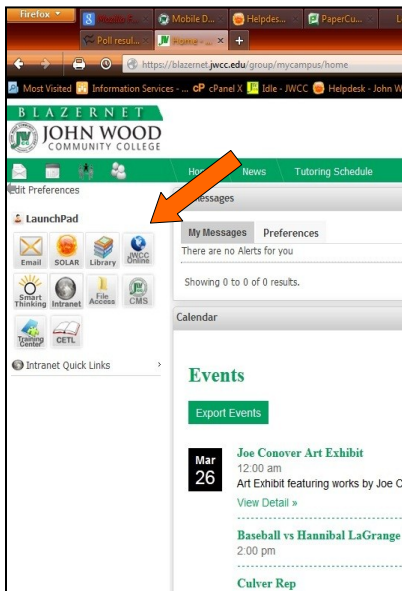 Firefox
Mobile D...
Helpdes...
PaperCu...
Poll resul...
Home - ...
https://blazernet.jwcc.edu/group/mycampus/home
Most Visited
Information Services - ...
cPanel X
Idle - JWCC
Helpdesk - John W
BLAZERNET
JOHN WOOD
COMMUNITY COLLEGE
News
Tutoring Schedule
Edit Preferences
LaunchPad
My Messages
Preferences
There are no Alerts for you
Email
SOLAR
Library
JWCC Online
Showing 0 to 0 of 0 results.
Smart Thinking
Intranet
File Access
CMS
Calendar
Training Center
CETL
Intranet Quick Links
Events
Export Events
Mar
26
Joe Conover Art Exhibit
12:00 am
Art Exhibit featuring works by Joe C
View Detail »
Baseball vs Hannibal LaGrange
2:00 pm
Culver Rep